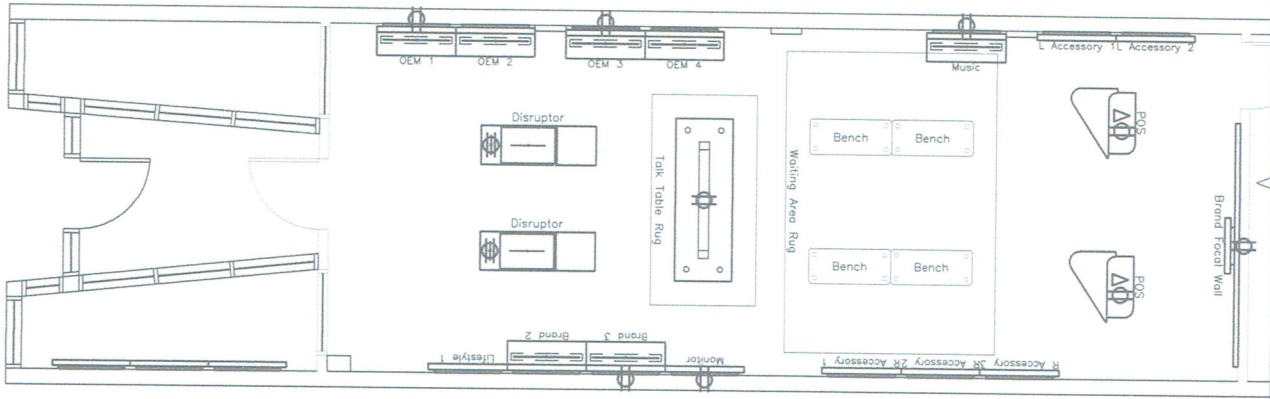 OEM 1
OEM 2
OEM 3
OEM 4
Music
L Accessory 1
L Accessory 2
Disruptor
Disruptor
Talk Table Rug
Waiting Area Rug
Bench
Bench
Bench
Bench
POS
POS
Brand Focal Wall
Lifestyle 1
Brand 2
Brand 3
Monitor
R Accessory 1
R Accessory 2
R Accessory 3